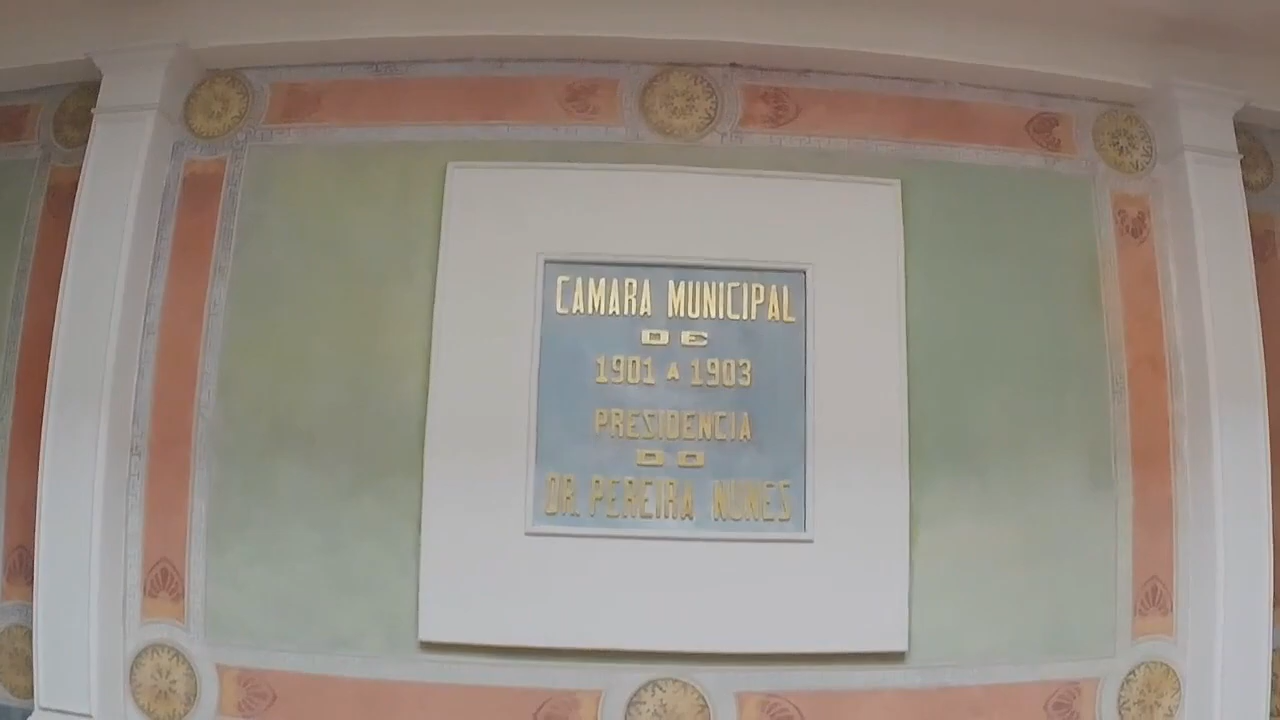 CAMARA MUNICIPAL
DE
1901 A 1903
PRESIDENCIA
DO
DR. PEREIRA NUNES